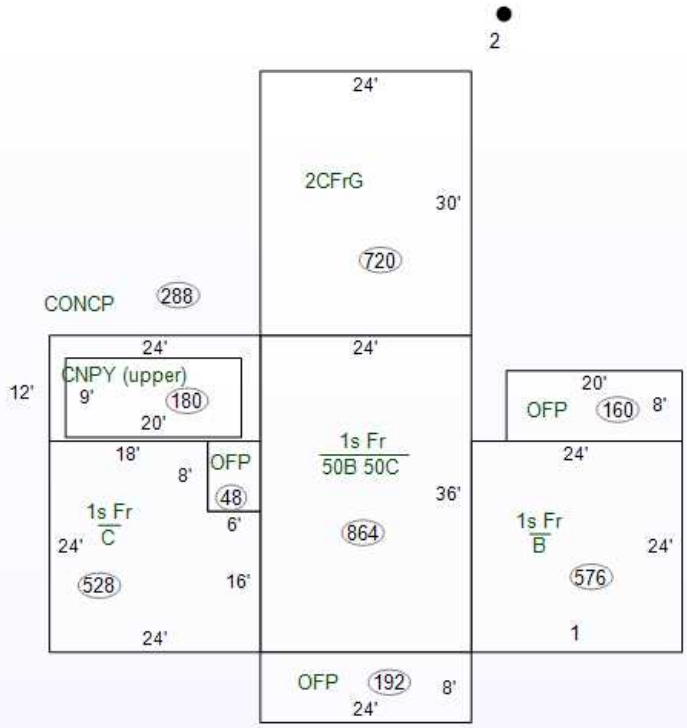 2
24'
2CFrG
30'
720
CONCP 288
24'
24'
12'
CNPY (upper)
9' 180
20'
20'
OFP 160 8'
18'
8' OFP
48
6'
1s Fr
50B 50C
36'
864
24'
1s Fr
C
24'
528
16'
24'
1s Fr
B
24'
576
1
OFP 192 8'
24'